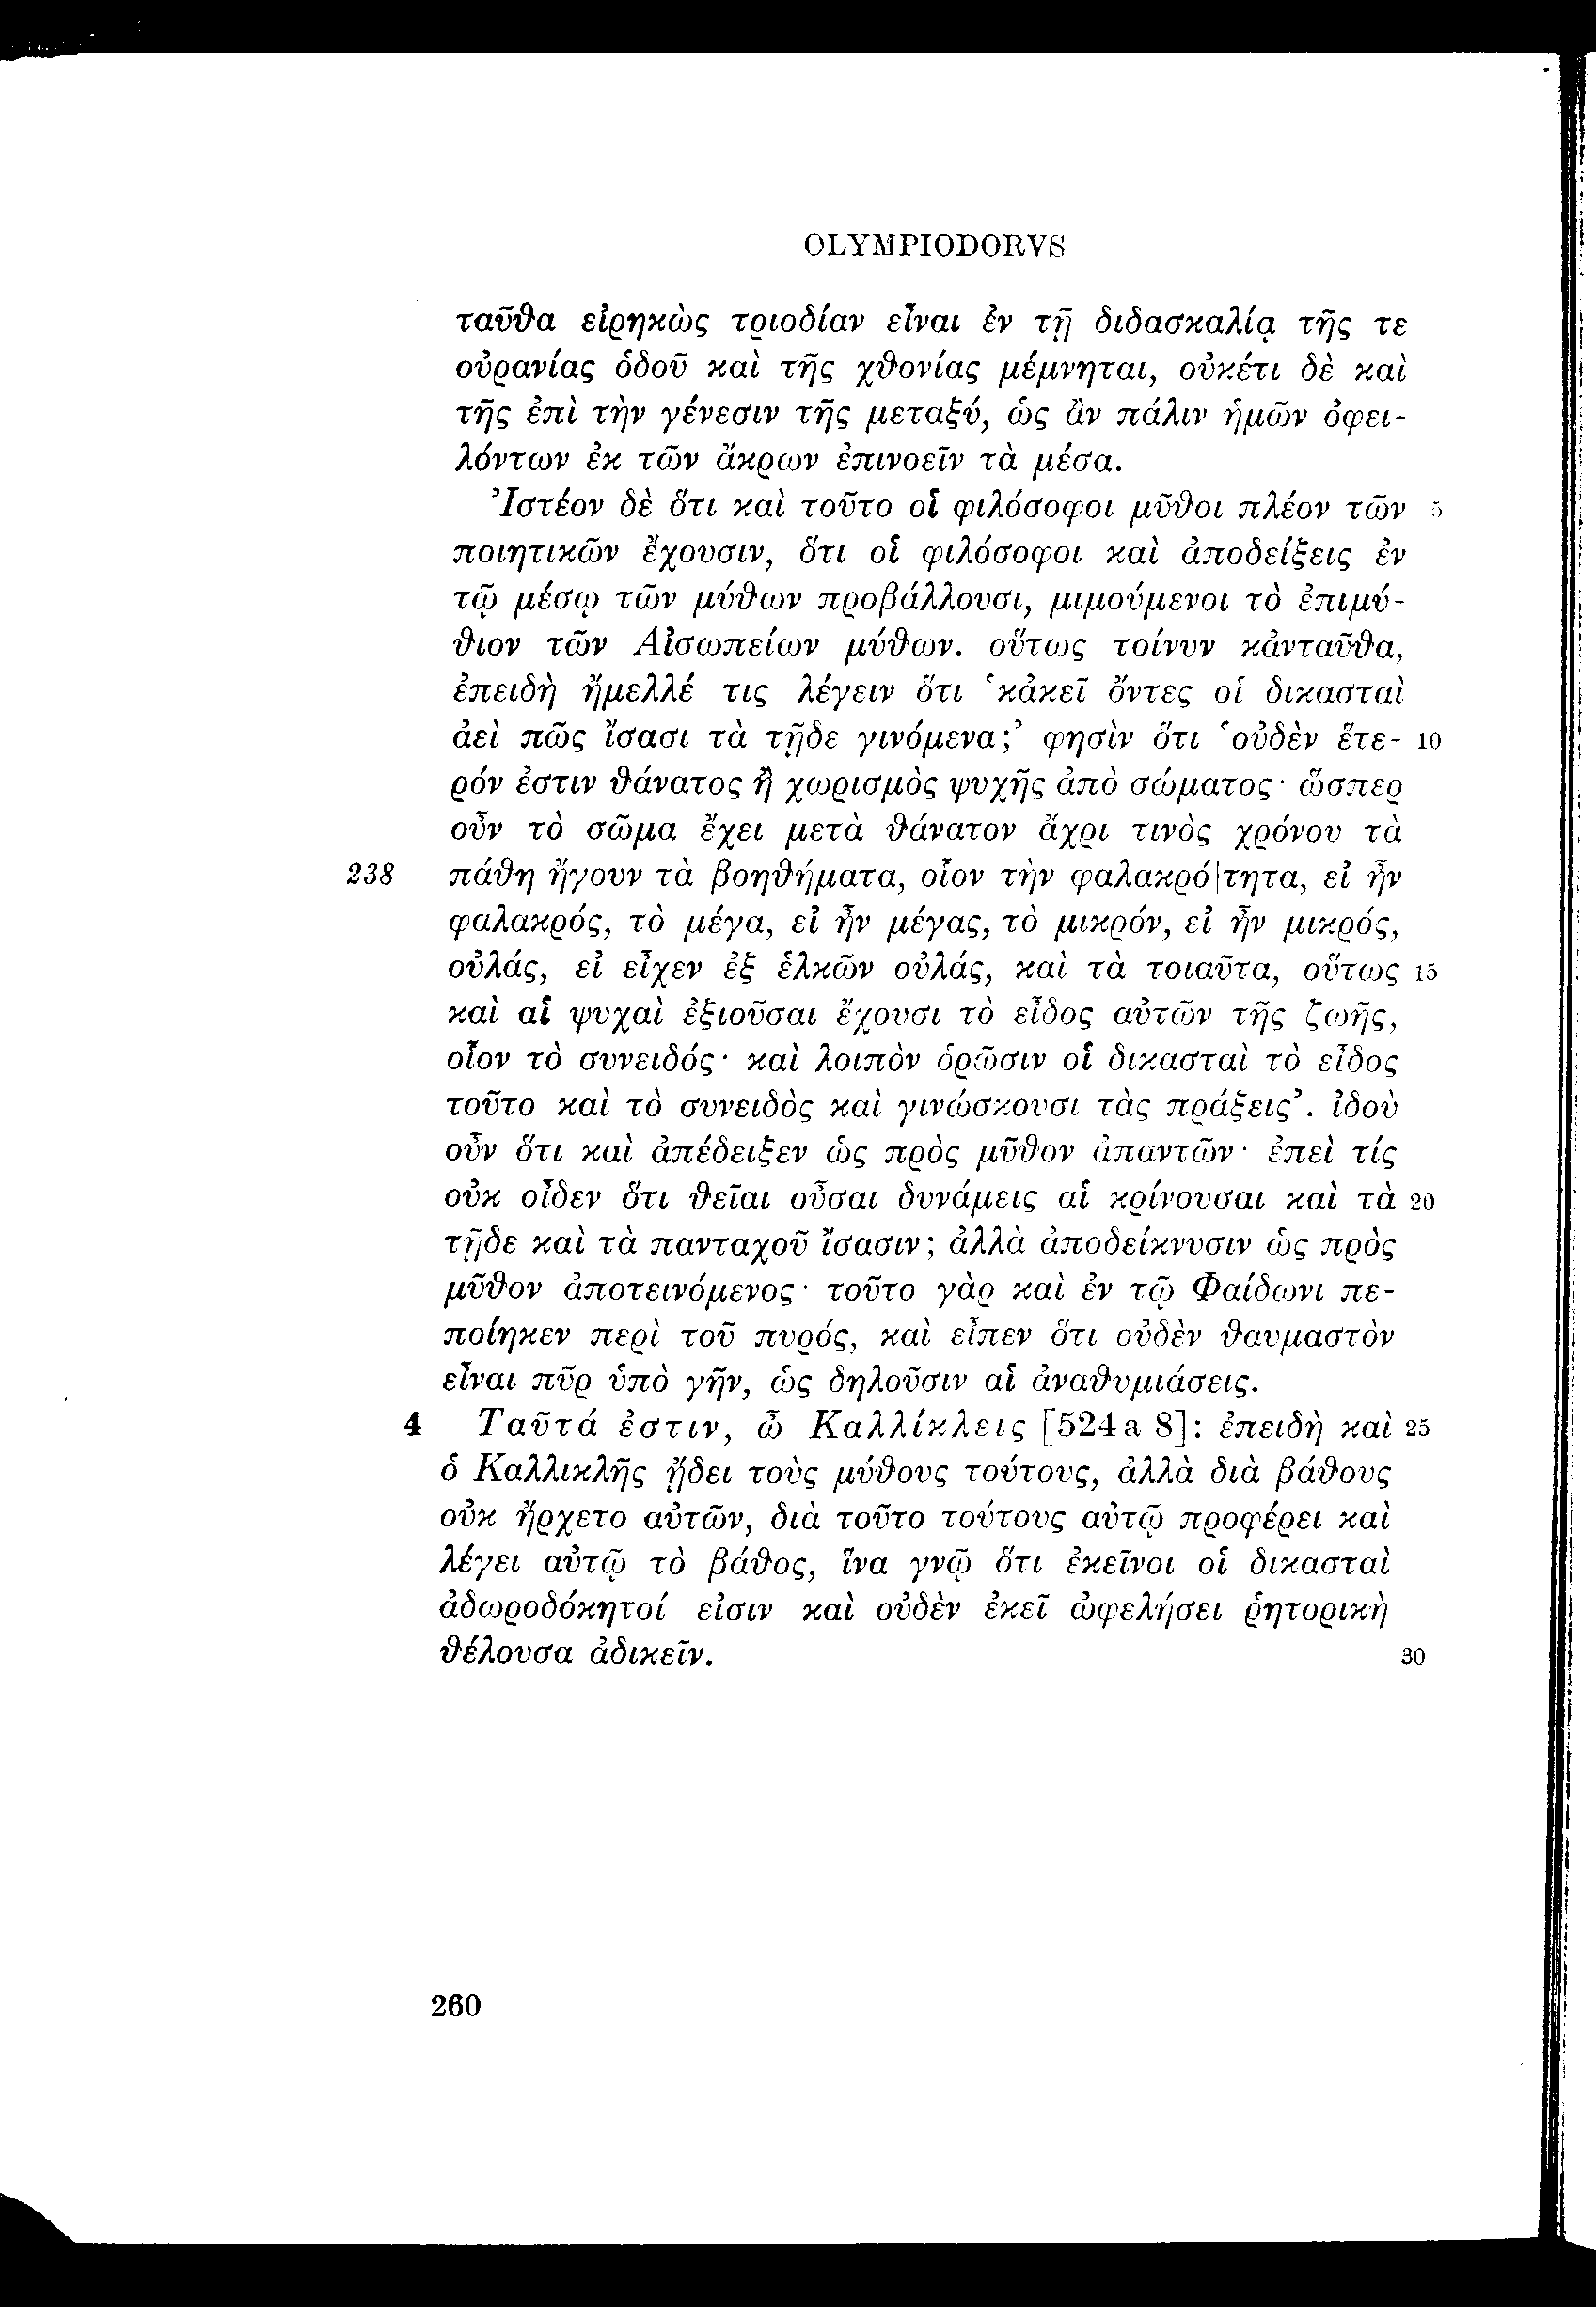 OLYMPIODORVS
ταῦθα εἰρηκὼς τριοδίαν εἶναι ἐν τῇ διδασκαλίᾳ τῆς τε
οὐρανίας ὁδοῦ καὶ τῆς χθονίας μέμνηται, οὐκέτι δὲ καὶ
τῆς ἐπὶ τὴν γένεσιν τῆς μεταξύ, ὡς ἂν πάλιν ἡμῶν ὀφει-
λόντων ἐκ τῶν ἄκρων ἐπινοεῖν τὰ μέσα.
Ἰστέον δὲ ὅτι καὶ τοῦτο οἱ φιλόσοφοι μῦθοι πλέον τῶν 5
ποιητικῶν ἔχουσιν, ὅτι οἱ φιλόσοφοι καὶ ἀποδείξεις ἐν
τῷ μέσῳ τῶν μύθων προβάλλουσι, μιμούμενοι τὸ ἐπιμύ-
θιον τῶν Αἰσωπείων μύθων. οὕτως τοίνυν κἀνταῦθα,
ἐπειδὴ ἤμελλέ τις λέγειν ὅτι ‛κἀκεῖ ὄντες οἱ δικασταὶ
ἀεὶ πῶς ἴσασι τὰ τῇδε γινόμενα;’ φησὶν ὅτι ‛οὐδὲν ἕτε- 10
ρόν ἐστιν θάνατος ἢ χωρισμὸς ψυχῆς ἀπὸ σώματος· ὥσπερ
οὖν τὸ σῶμα ἔχει μετὰ θάνατον ἄχρι τινὸς χρόνου τὰ
238 πάθη ἤγουν τὰ βοηθήματα, οἷον τὴν φαλακρό|τητα, εἰ ἦν
φαλακρός, τὸ μέγα, εἰ ἦν μέγας, τὸ μικρόν, εἰ ἦν μικρός,
οὐλάς, εἰ εἶχεν ἐξ ἑλκῶν οὐλάς, καὶ τὰ τοιαῦτα, οὕτως 15
καὶ αἱ ψυχαὶ ἐξιοῦσαι ἔχουσι τὸ εἶδος αὐτῶν τῆς ζωῆς,
οἷον τὸ συνειδός· καὶ λοιπὸν ὁρῶσιν οἱ δικασταὶ τὸ εἶδος
τοῦτο καὶ τὸ συνειδὸς καὶ γινώσκουσι τὰς πράξεις’. ἰδοὺ
οὖν ὅτι καὶ ἀπέδειξεν ὡς πρὸς μῦθον ἀπαντῶν· ἐπεὶ τίς
οὐκ οἶδεν ὅτι θεῖαι οὖσαι δυνάμεις αἱ κρίνουσαι καὶ τὰ 20
τῇδε καὶ τὰ πανταχοῦ ἴσασιν; ἀλλὰ ἀποδείκνυσιν ὡς πρὸς
μῦθον ἀποτεινόμενος· τοῦτο γὰρ καὶ ἐν τῷ Φαίδωνι πε-
ποίηκεν περὶ τοῦ πυρός, καὶ εἶπεν ὅτι οὐδὲν θαυμαστὸν
εἶναι πῦρ ὑπὸ γῆν, ὡς δηλοῦσιν αἱ ἀναθυμιάσεις.
4 Ταῦτά ἐστιν, ὦ Καλλίκλεις [524a 8]: ἐπειδὴ καὶ 25
ὁ Καλλικλῆς ᾔδει τοὺς μύθους τούτους, ἀλλὰ διὰ βάθους
οὐκ ἤρχετο αὐτῶν, διὰ τοῦτο τούτους αὐτῷ προφέρει καὶ
λέγει αὐτῷ τὸ βάθος, ἵνα γνῷ ὅτι ἐκεῖνοι οἱ δικασταὶ
ἀδωροδόκητοί εἰσιν καὶ οὐδὲν ἐκεῖ ὠφελήσει ῥητορικὴ
θέλουσα ἀδικεῖν. 30
260